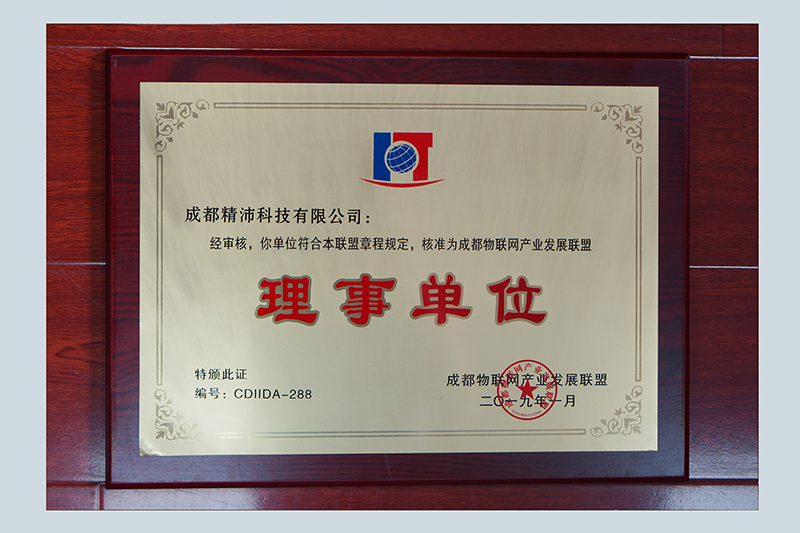 IOT
成都精沛科技有限公司:
经审核,你单位符合本联盟章程规定,核准为成都物联网产业发展联盟
理事单位
特颁此证
编号:CDIIDA-288
成都物联网产业发展联盟
二〇一九年一月